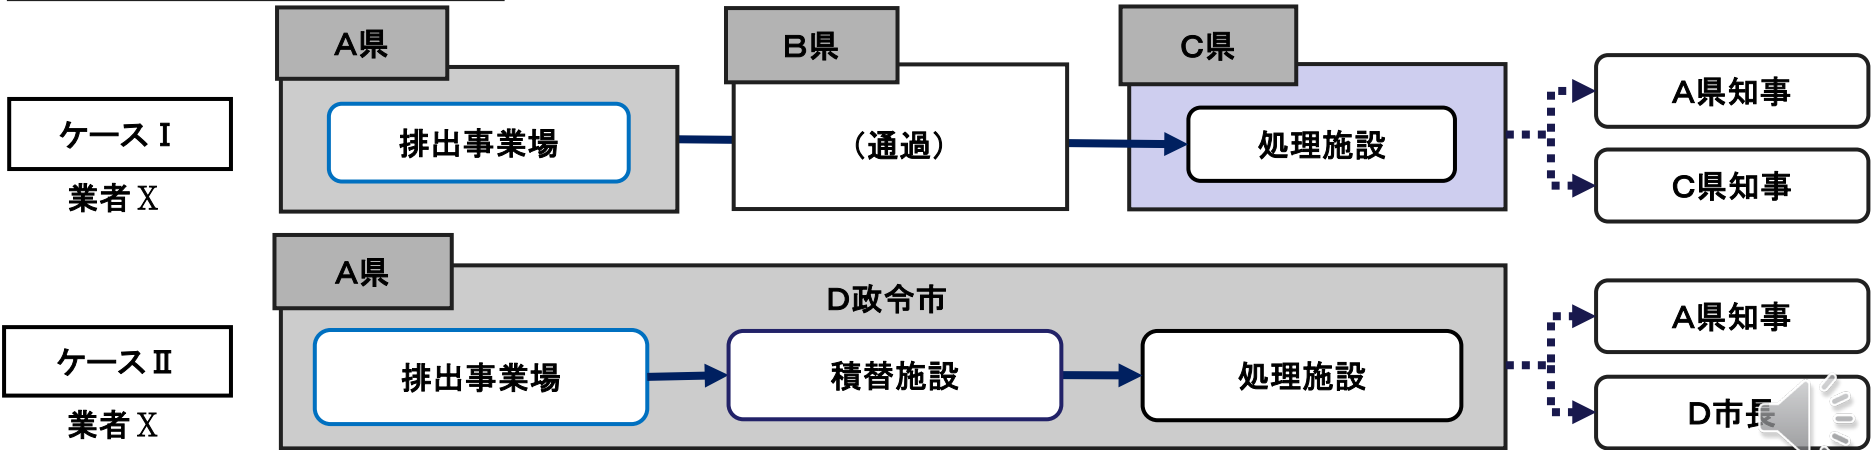 A県
B県
C県
ケースⅠ
業者X
排出事業場
（通過）
処理施設
A県知事
C県知事
A県
D政令市
ケースⅡ
業者X
排出事業場
積替施設
処理施設
A県知事
D市長